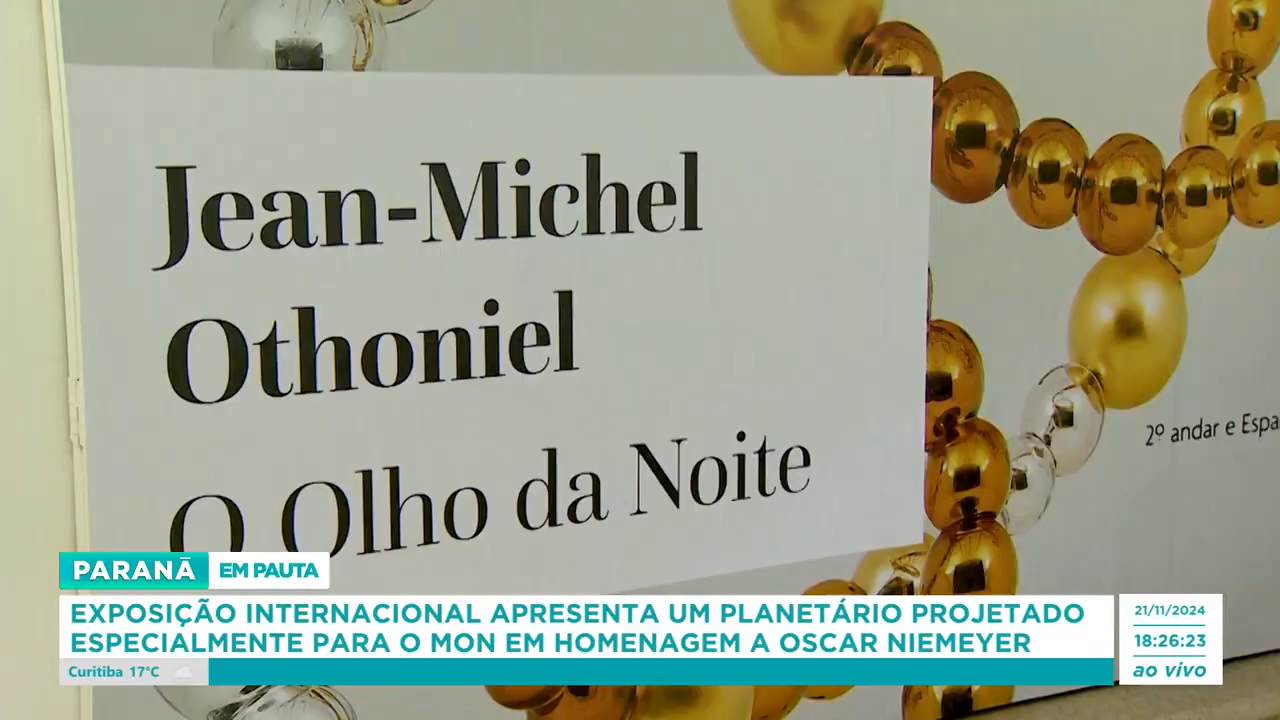 Jean-Michel
Othoniel
O Olho da Noite
2º andar e Espa
PARANÁ EM PAUTA
EXPOSIÇÃO INTERNACIONAL APRESENTA UM PLANETÁRIO PROJETADO
ESPECIALMENTE PARA O MON EM HOMENAGEM A OSCAR NIEMEYER
21/11/2024
18:26:23
ao vivo
Curitiba 17°C